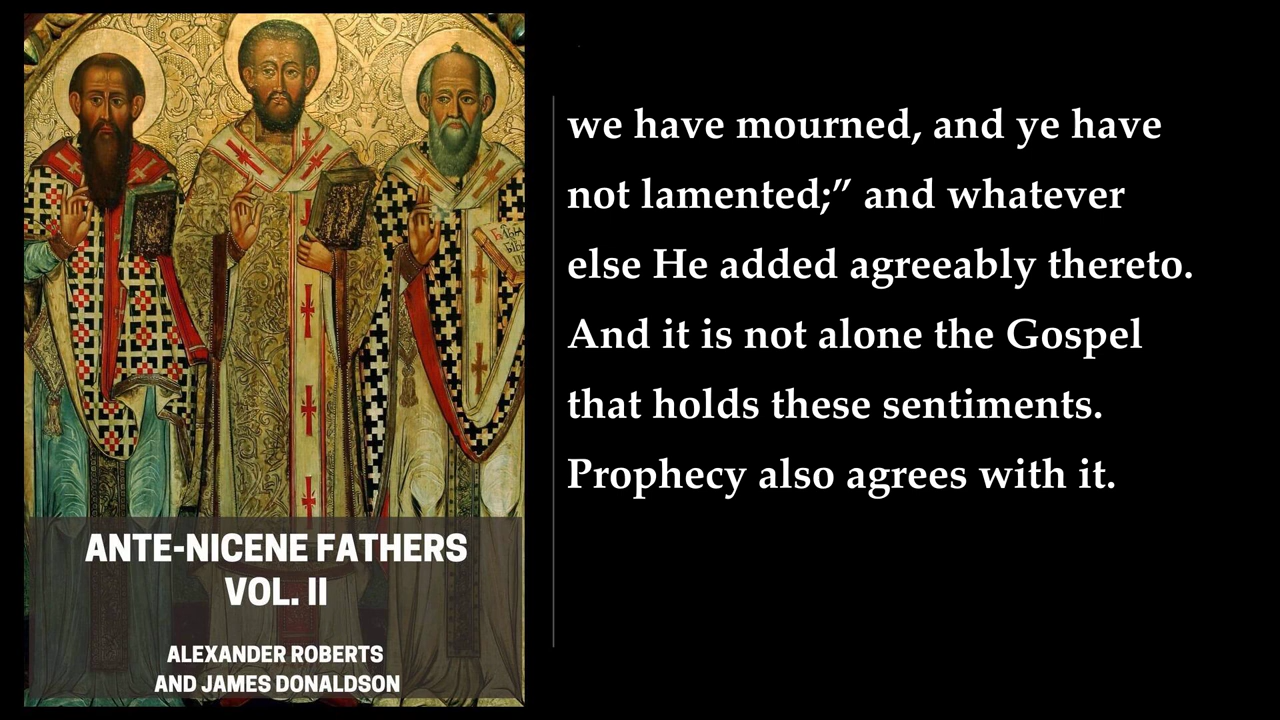 we have mourned, and ye have
not lamented;” and whatever
else He added agreeably thereto.
And it is not alone the Gospel
that holds these sentiments.
Prophecy also agrees with it.
ANTE-NICENE FATHERS
VOL. II
ALEXANDER ROBERTS
AND JAMES DONALDSON